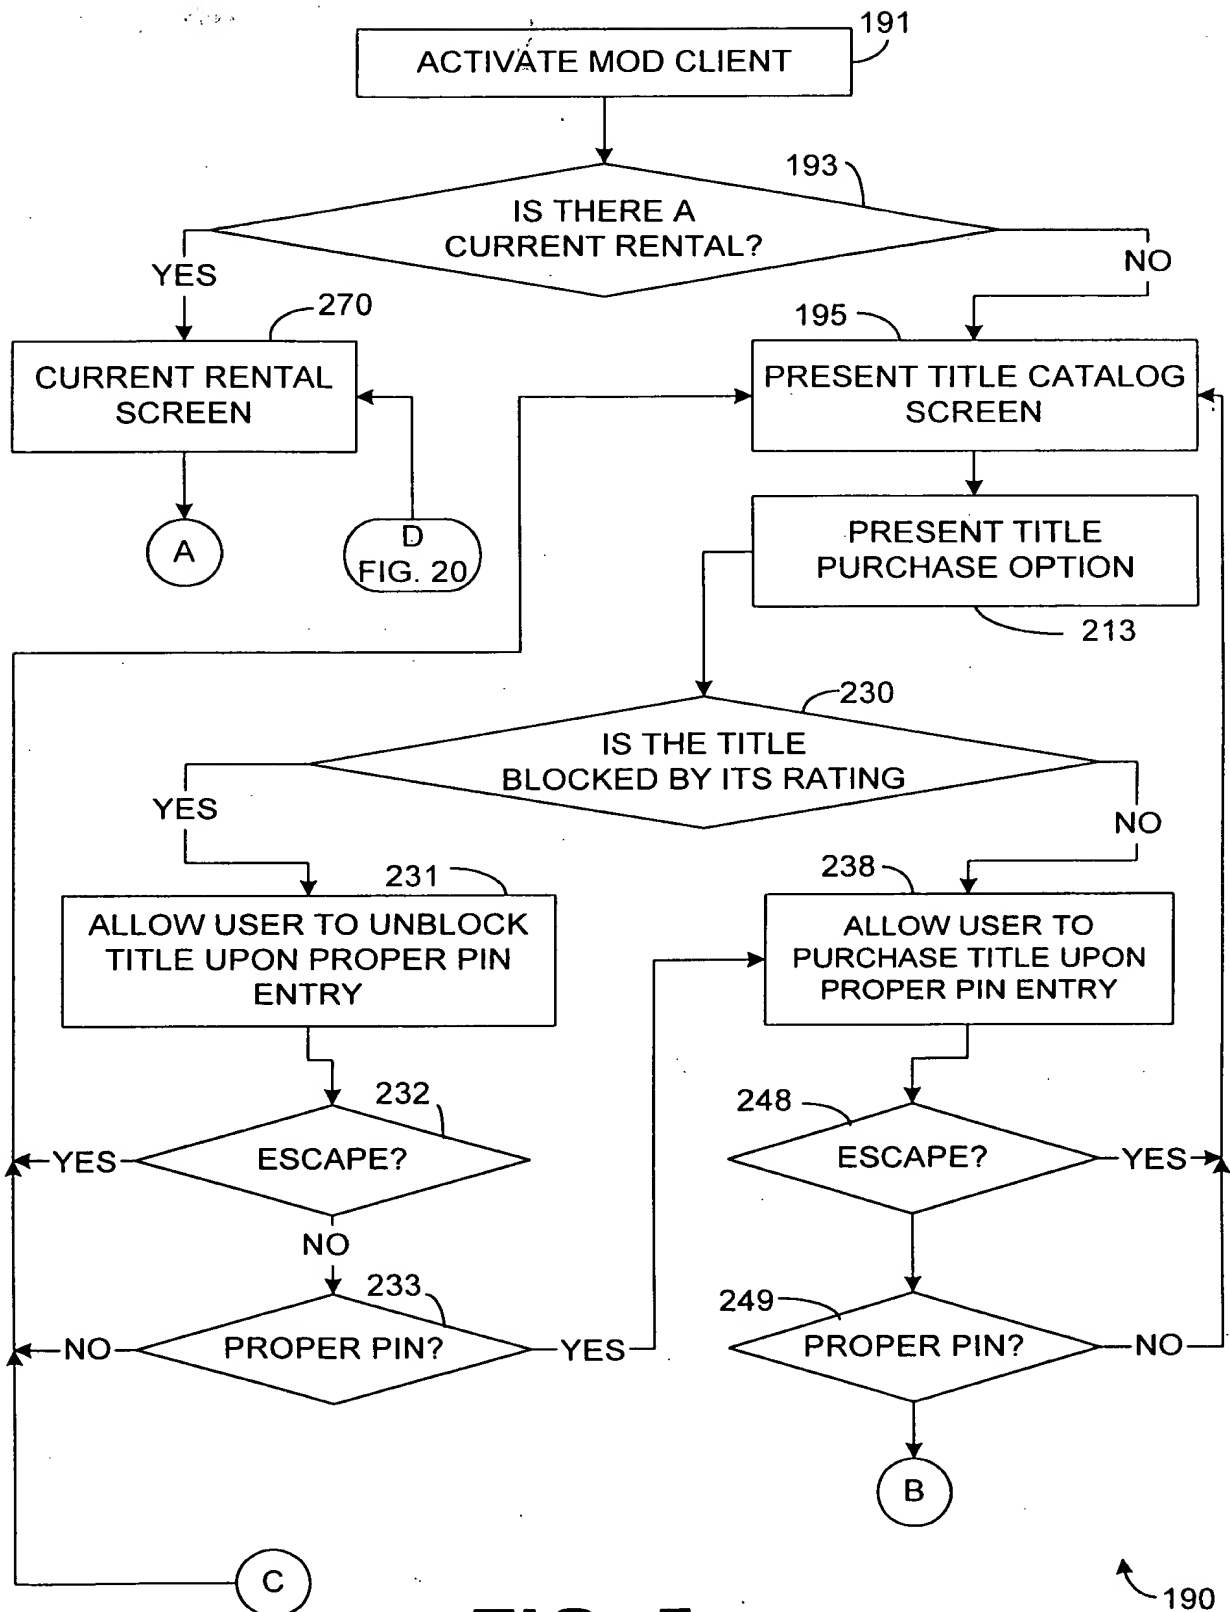 191
ACTIVATE MOD CLIENT
193
IS THERE A
CURRENT RENTAL?
YES
NO
270
195
CURRENT RENTAL
SCREEN
PRESENT TITLE CATALOG
SCREEN
A
D
FIG. 20
PRESENT TITLE
PURCHASE OPTION
213
230
IS THE TITLE
BLOCKED BY ITS RATING
YES
NO
231
238
ALLOW USER TO UNBLOCK
TITLE UPON PROPER PIN
ENTRY
ALLOW USER TO
PURCHASE TITLE UPON
PROPER PIN ENTRY
232
248
YES
ESCAPE?
ESCAPE?
YES
NO
233
249
NO
PROPER PIN?
YES
PROPER PIN?
NO
B
C
190